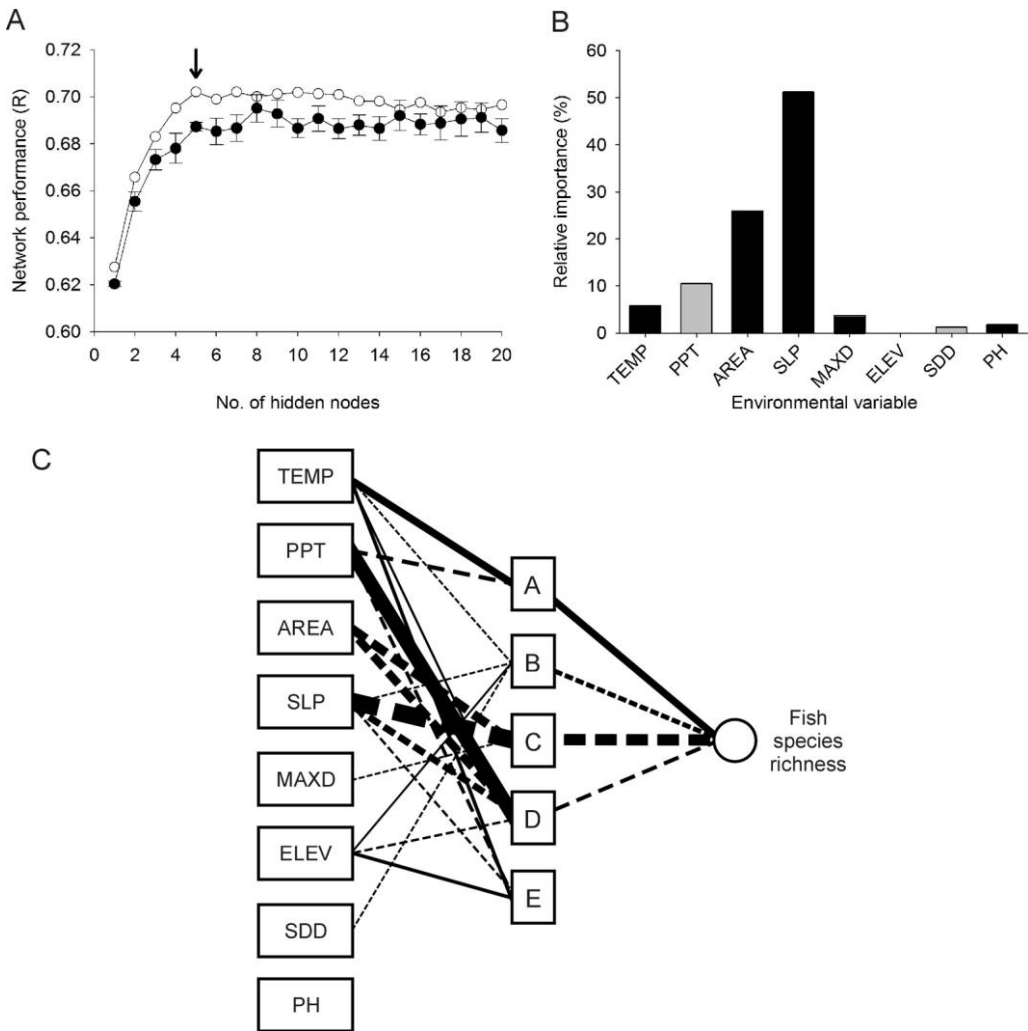 A
Network performance (R)
0.72
0.70
0.68
0.66
0.64
0.62
0.60
0 2 4 6 8 10 12 14 16 18 20
No. of hidden nodes
B
Relative importance (%)
60
50
40
30
20
10
0
TEMP PPT AREA SLP MAXD ELEV SDD PH
Environmental variable
C
TEMP
PPT
AREA
SLP
MAXD
ELEV
SDD
PH
A
B
C
D
E
Fish
species
richness